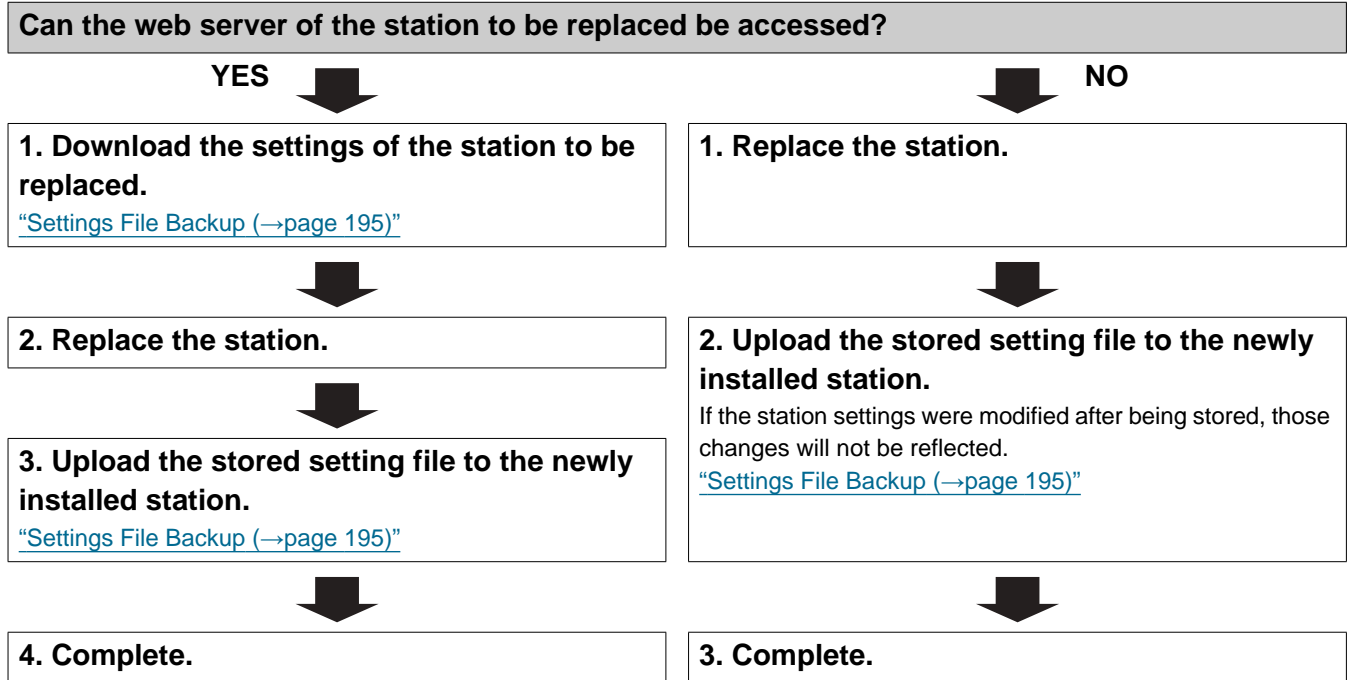 Can the web server of the station to be replaced be accessed?
YES
NO
1. Download the settings of the station to be
replaced.
“Settings File Backup (→page 195)”
1. Replace the station.
2. Replace the station.
2. Upload the stored setting file to the newly
installed station.
If the station settings were modified after being stored, those
changes will not be reflected.
“Settings File Backup (→page 195)”
3. Upload the stored setting file to the newly
installed station.
“Settings File Backup (→page 195)”
4. Complete.
3. Complete.